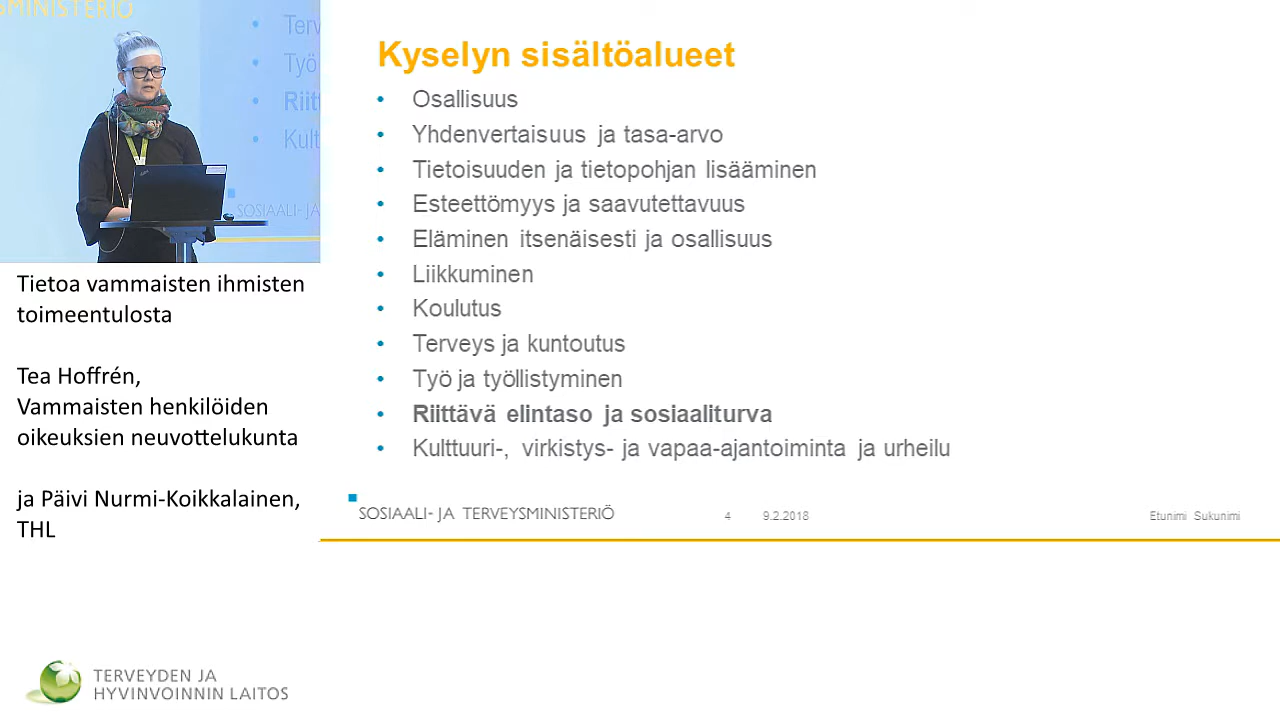 SMINISTERIÖ
Terv
Työ
Riitt
Kult
SOSIAALI- JA
Tietoa vammaisten ihmisten
toimeentulosta
Tea Hoffrén,
Vammaisten henkilöiden
oikeuksien neuvottelukunta
ja Päivi Nurmi-Koikkalainen,
THL
Kyselyn sisältöalueet
• Osallisuus
• Yhdenvertaisuus ja tasa-arvo
• Tietoisuuden ja tietopohjan lisääminen
• Esteettömyys ja saavutettavuus
• Eläminen itsenäisesti ja osallisuus
• Liikkuminen
• Koulutus
• Terveys ja kuntoutus
• Työ ja työllistyminen
• Riittävä elintaso ja sosiaaliturva
• Kulttuuri-, virkistys- ja vapaa-ajantoiminta ja urheilu
SOSIAALI- JA TERVEYSMINISTERIÖ 4 9.2.2018 Etunimi Sukunimi
TERVEYDEN JA
HYVINVOINNIN LAITOS